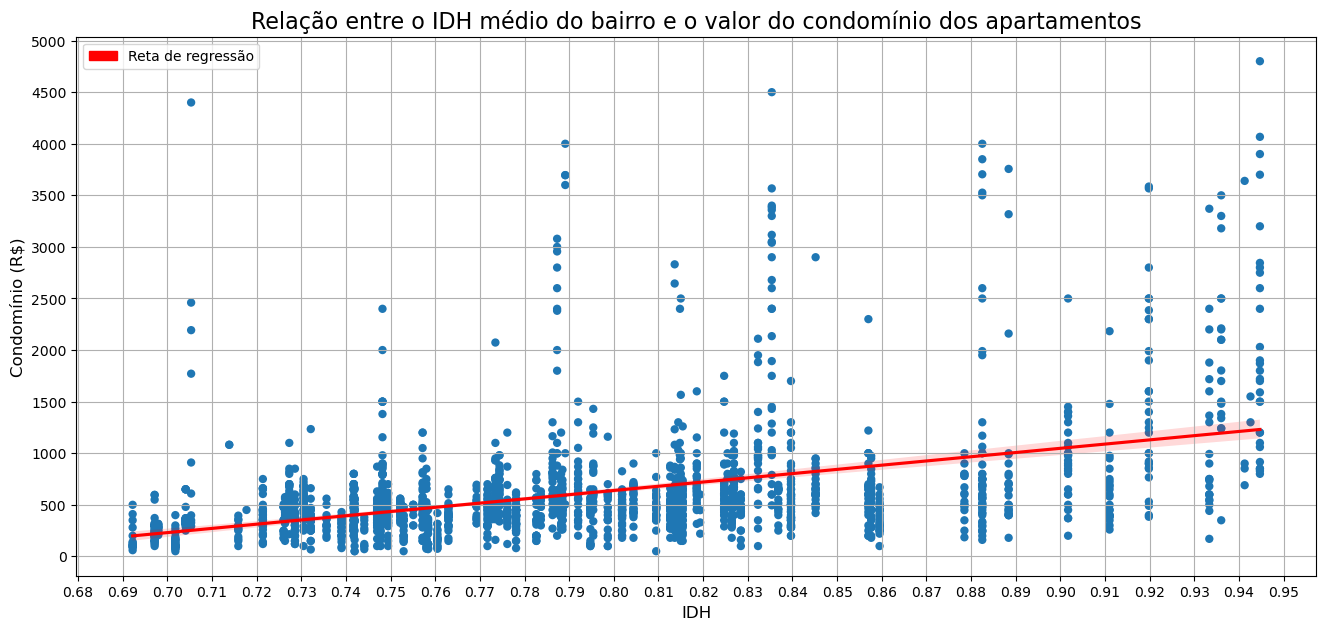 Relação entre o IDH médio do bairro e o valor do condomínio dos apartamentos
Reta de regressão
Condomínio (R$)
5000
4500
4000
3500
3000
2500
2000
1500
1000
500
0
0.68 0.69 0.70 0.71 0.72 0.73 0.74 0.75 0.76 0.77 0.78 0.79 0.80 0.81 0.82 0.83 0.84 0.85 0.86 0.87 0.88 0.89 0.90 0.91 0.92 0.93 0.94 0.95
IDH